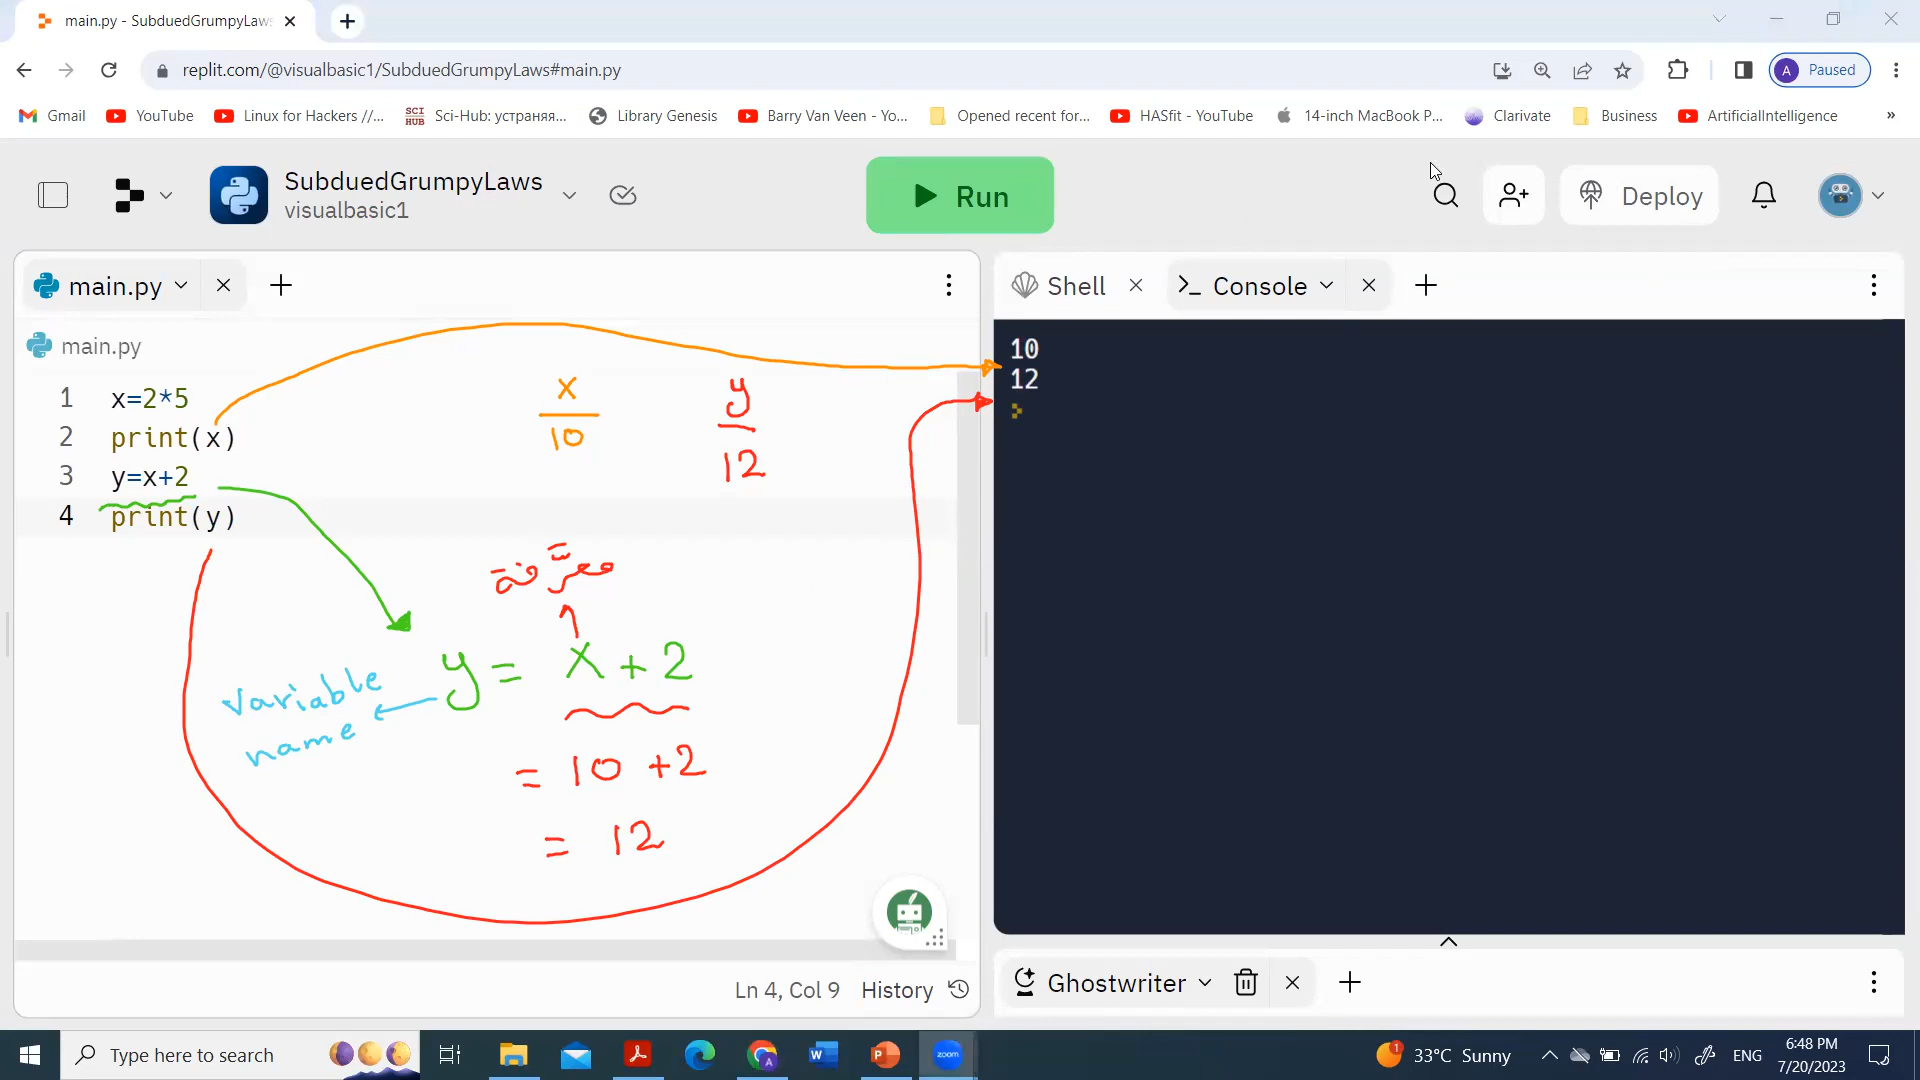 main.py - SubduedGrumpyLaws
replit.com/@visualbasic1/SubduedGrumpyLaws#main.py
A Paused
Gmail YouTube Linux for Hackers //... SCI HUB Sci-Hub: устраняя... Library Genesis Barry Van Veen - Yo... Opened recent for... HASfit - YouTube 14-inch MacBook P... Clarivate Business ArtificialIntelligence »
SubduedGrumpyLaws
visualbasic1
Run
Deploy
main.py
main.py
1 x=2*5
2 print(x)
3 y=x+2
4 print(y)
x
10
y
12
y = x + 2
variable
name
= 10 + 2
= 12
Ln 4, Col 9 History
Shell Console
10
12
Ghostwriter
Type here to search
zoom
1 33°C Sunny
ENG
6:48 PM
7/20/2023